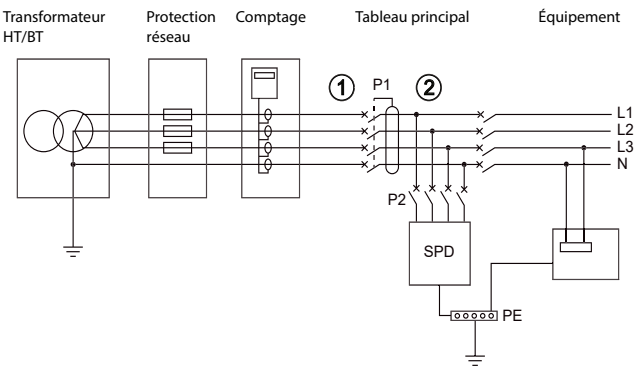 Transformateur
HT/BT
Protection
réseau
Comptage
Tableau principal
Équipement
1
P1
2
L1
L2
L3
N
P2
SPD
PE